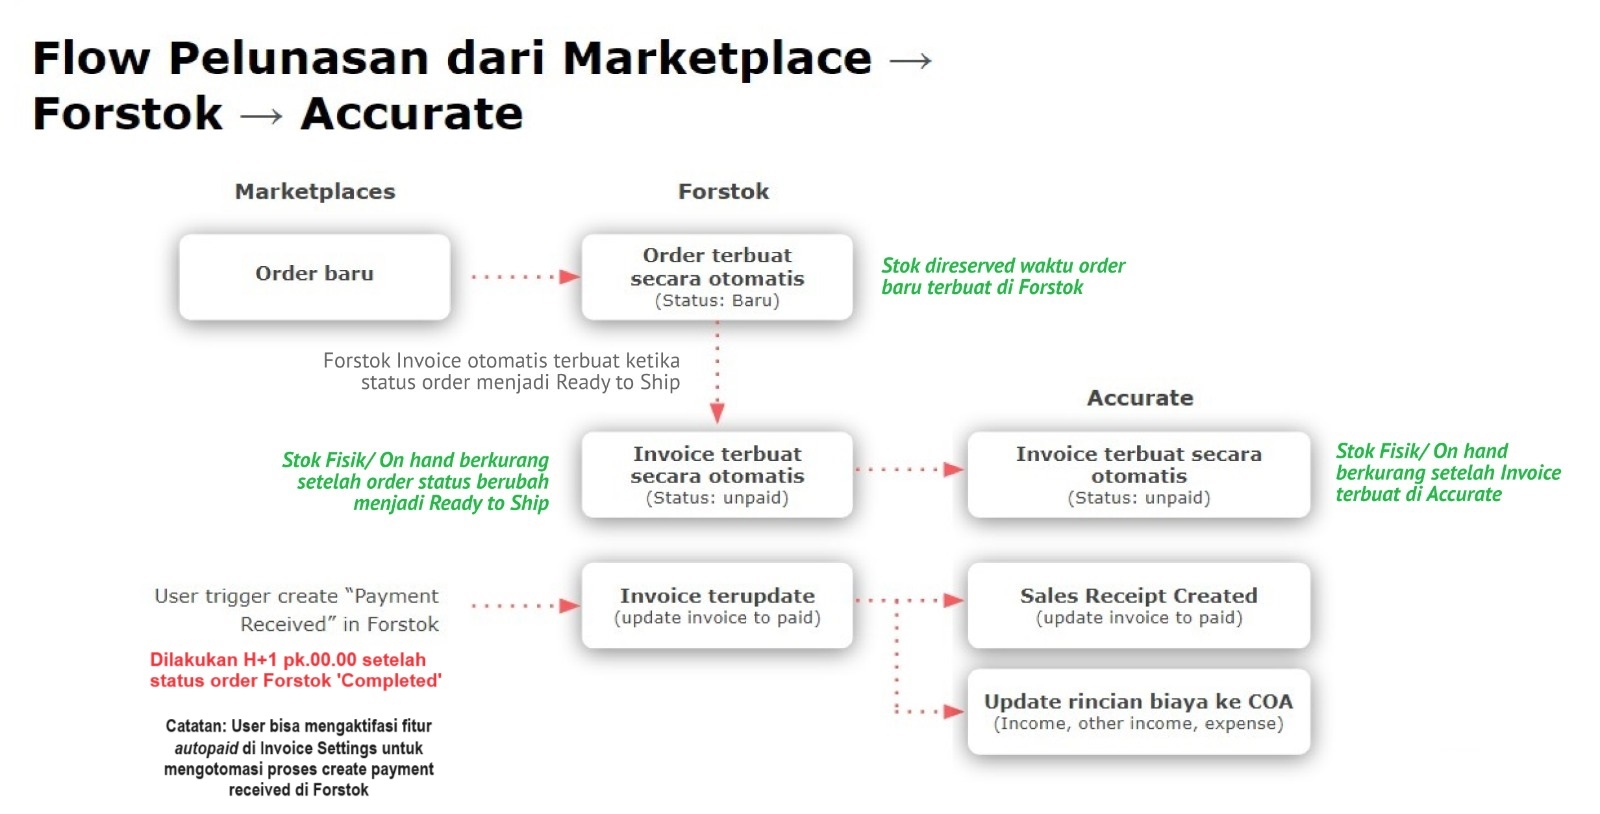 Flow Pelunasan dari Marketplace →
Forstok → Accurate
Marketplaces
Forstok
Order baru
Order terbuat
secara otomatis
(Status: Baru)
Stok direserved waktu order
baru terbuat di Forstok
Forstok Invoice otomatis terbuat ketika
status order menjadi Ready to Ship
Accurate
Stok Fisik/ On hand berkurang
setelah order status berubah
menjadi Ready to Ship
Invoice terbuat
secara otomatis
(Status: unpaid)
Invoice terbuat secara
otomatis
(Status: unpaid)
Stok Fisik/ On hand
berkurang setelah Invoice
terbuat di Accurate
User trigger create “Payment
Received” in Forstok
Dilakukan H+1 pk.00.00 setelah
status order Forstok 'Completed'
Catatan: User bisa mengaktifasi fitur
autopaid di Invoice Settings untuk
mengotomasi proses create payment
received di Forstok
Invoice terupdate
(update invoice to paid)
Sales Receipt Created
(update invoice to paid)
Update rincian biaya ke COA
(Income, other income, expense)